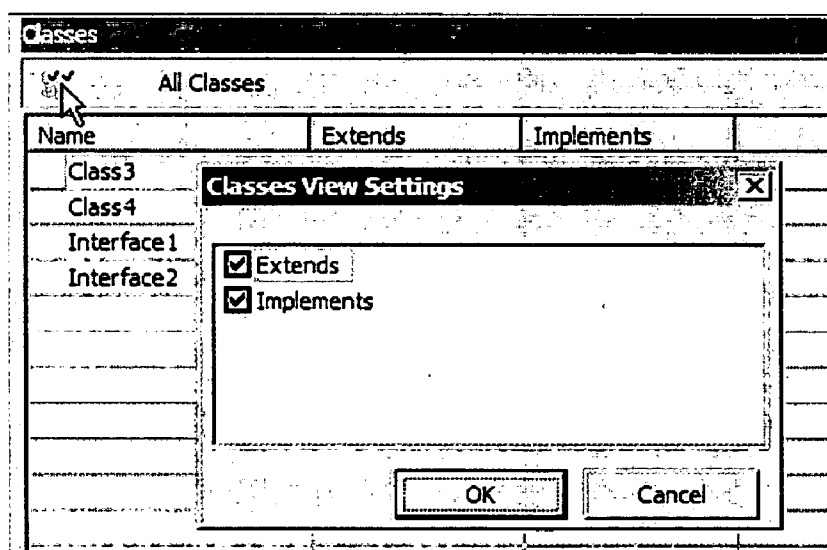 Classes
All Classes
Name Extends Implements
Class3
Classes View Settings
Class4
Interface1
Extends
Interface2
Implements
OK Cancel